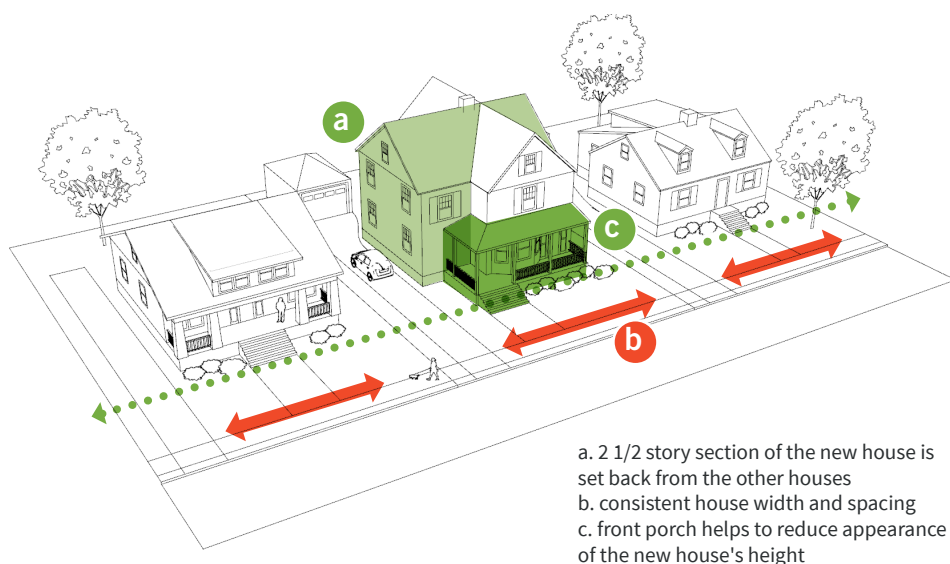 a
c
b
a. 2 1/2 story section of the new house is
set back from the other houses
b. consistent house width and spacing
c. front porch helps to reduce appearance
of the new house's height